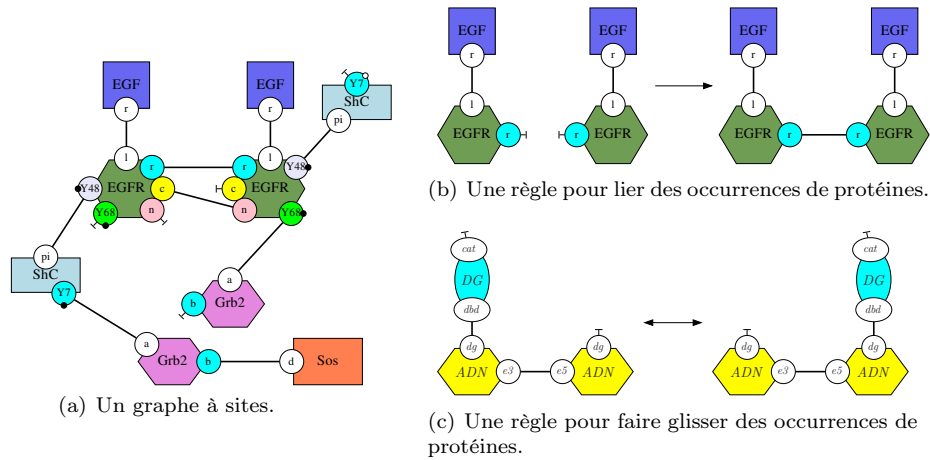 EGF
EGF
Y7
ShC
r
r
pi
l
l
r
r
Y48
Y48
EGFR
c
c
EGFR
Y68
n
n
Y68
pi
ShC
Y7
a
b
Grb2
a
Grb2
b
d
Sos
(a) Un graphe à sites.
EGF
EGF
EGF
EGF
r
r
r
r
l
l
l
l
EGFR
r
r
EGFR
EGFR
r
r
EGFR
(b) Une règle pour lier des occurrences de protéines.
cat
cat
DG
DG
dbd
dbd
dg
dg
dg
dg
ADN
e3
e5
ADN
ADN
e3
e5
ADN
(c) Une règle pour faire glisser des occurrences de
protéines.